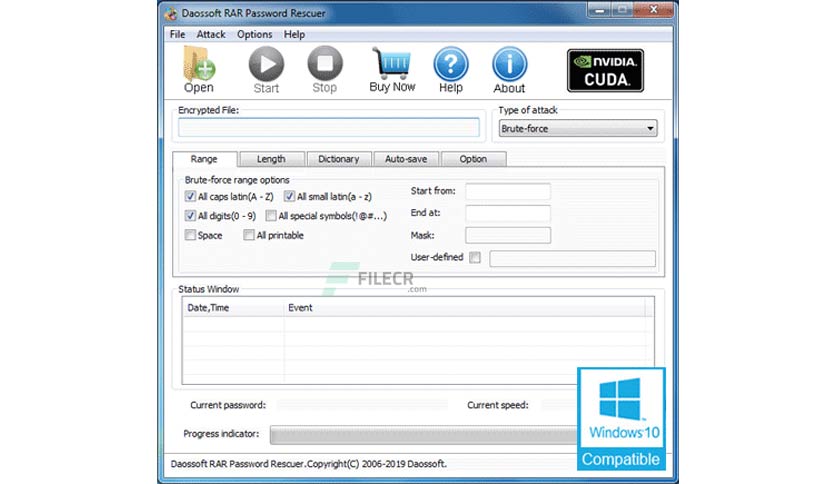 Daossoft RAR Password Rescuer
File Attack Options Help
Open Start Stop Buy Now Help About
NVIDIA.
CUDA.
Encrypted File:
Type of attack
Brute-force
Range Length Dictionary Auto-save Option
Brute-force range options
All caps latin(A - Z) All small latin(a - z) Start from:
All digits(0 - 9) All special symbols(!@#...) End at:
Space All printable Mask:
User-defined
FILECR
.com
Status Window
Date,Time Event
Current password: Current speed:
Progress indicator:
Windows 10
Compatible
Daossoft RAR Password Rescuer.Copyright(C) 2006-2019 Daossoft.